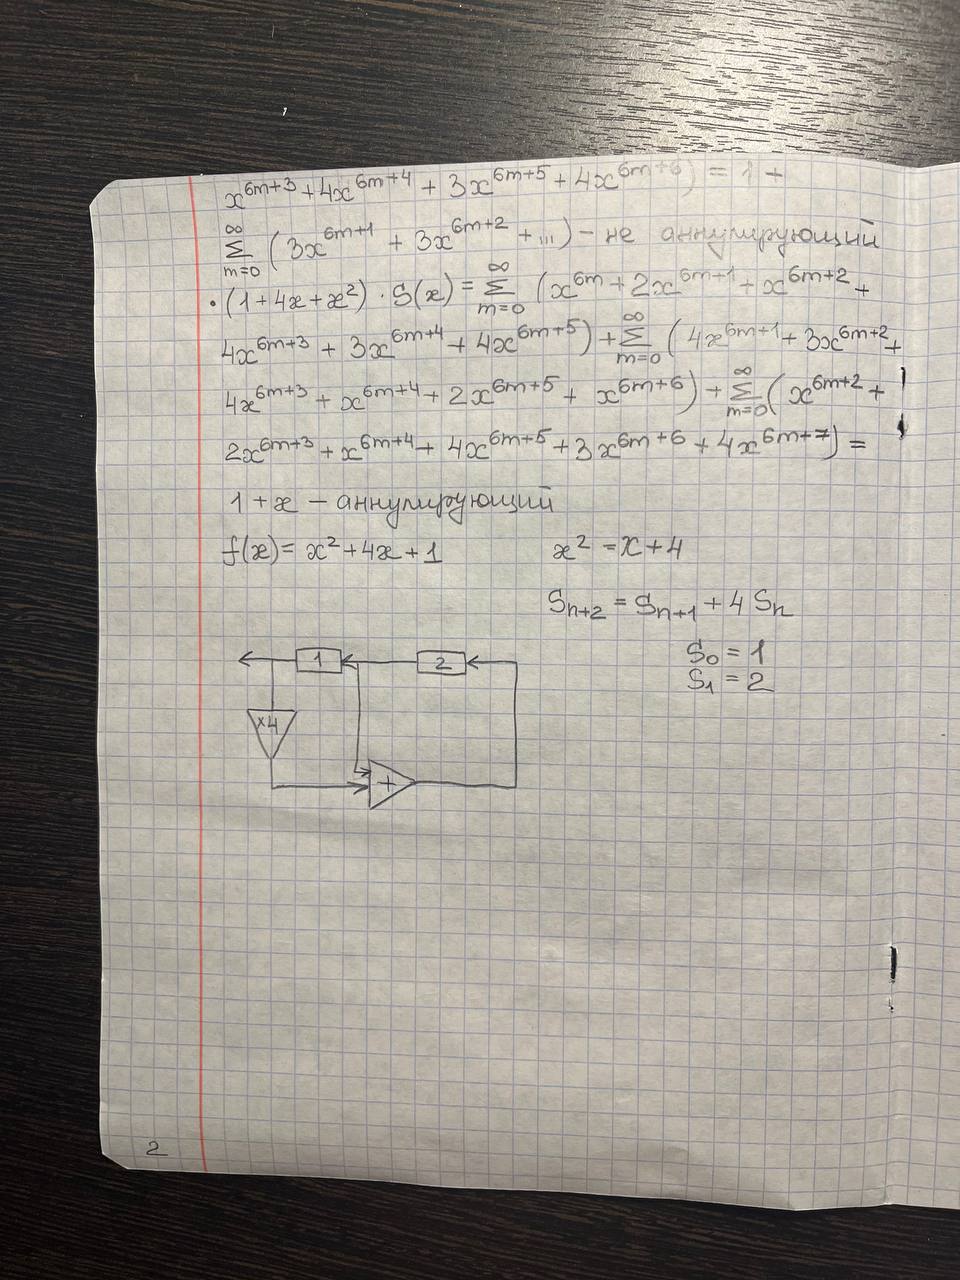 x^{6m+3} + 4x^{6m+4} + 3x^{6m+5} + 4x^{6m+6}) = 1 +
∑_{m=0}^{∞} (3x^{6m+1} + 3x^{6m+2} + ...) - не аннулирующий
• (1+4x+x²) · S(x) = ∑_{m=0}^{∞} (x^{6m} + 2x^{6m+1} + x^{6m+2} +
4x^{6m+3} + 3x^{6m+4} + 4x^{6m+5}) + ∑_{m=0}^{∞} (4x^{6m+1} + 3x^{6m+2} +
4x^{6m+3} + x^{6m+4} + 2x^{6m+5} + x^{6m+6}) + ∑_{m=0}^{∞} (x^{6m+2} +
2x^{6m+3} + x^{6m+4} + 4x^{6m+5} + 3x^{6m+6} + 4x^{6m+7}) =
1 + x - аннулирующий
f(x) = x² + 4x + 1 x² = x + 4
S_{n+2} = S_{n+1} + 4 S_n
S_0 = 1
S_1 = 2
1 2
×4
+
2